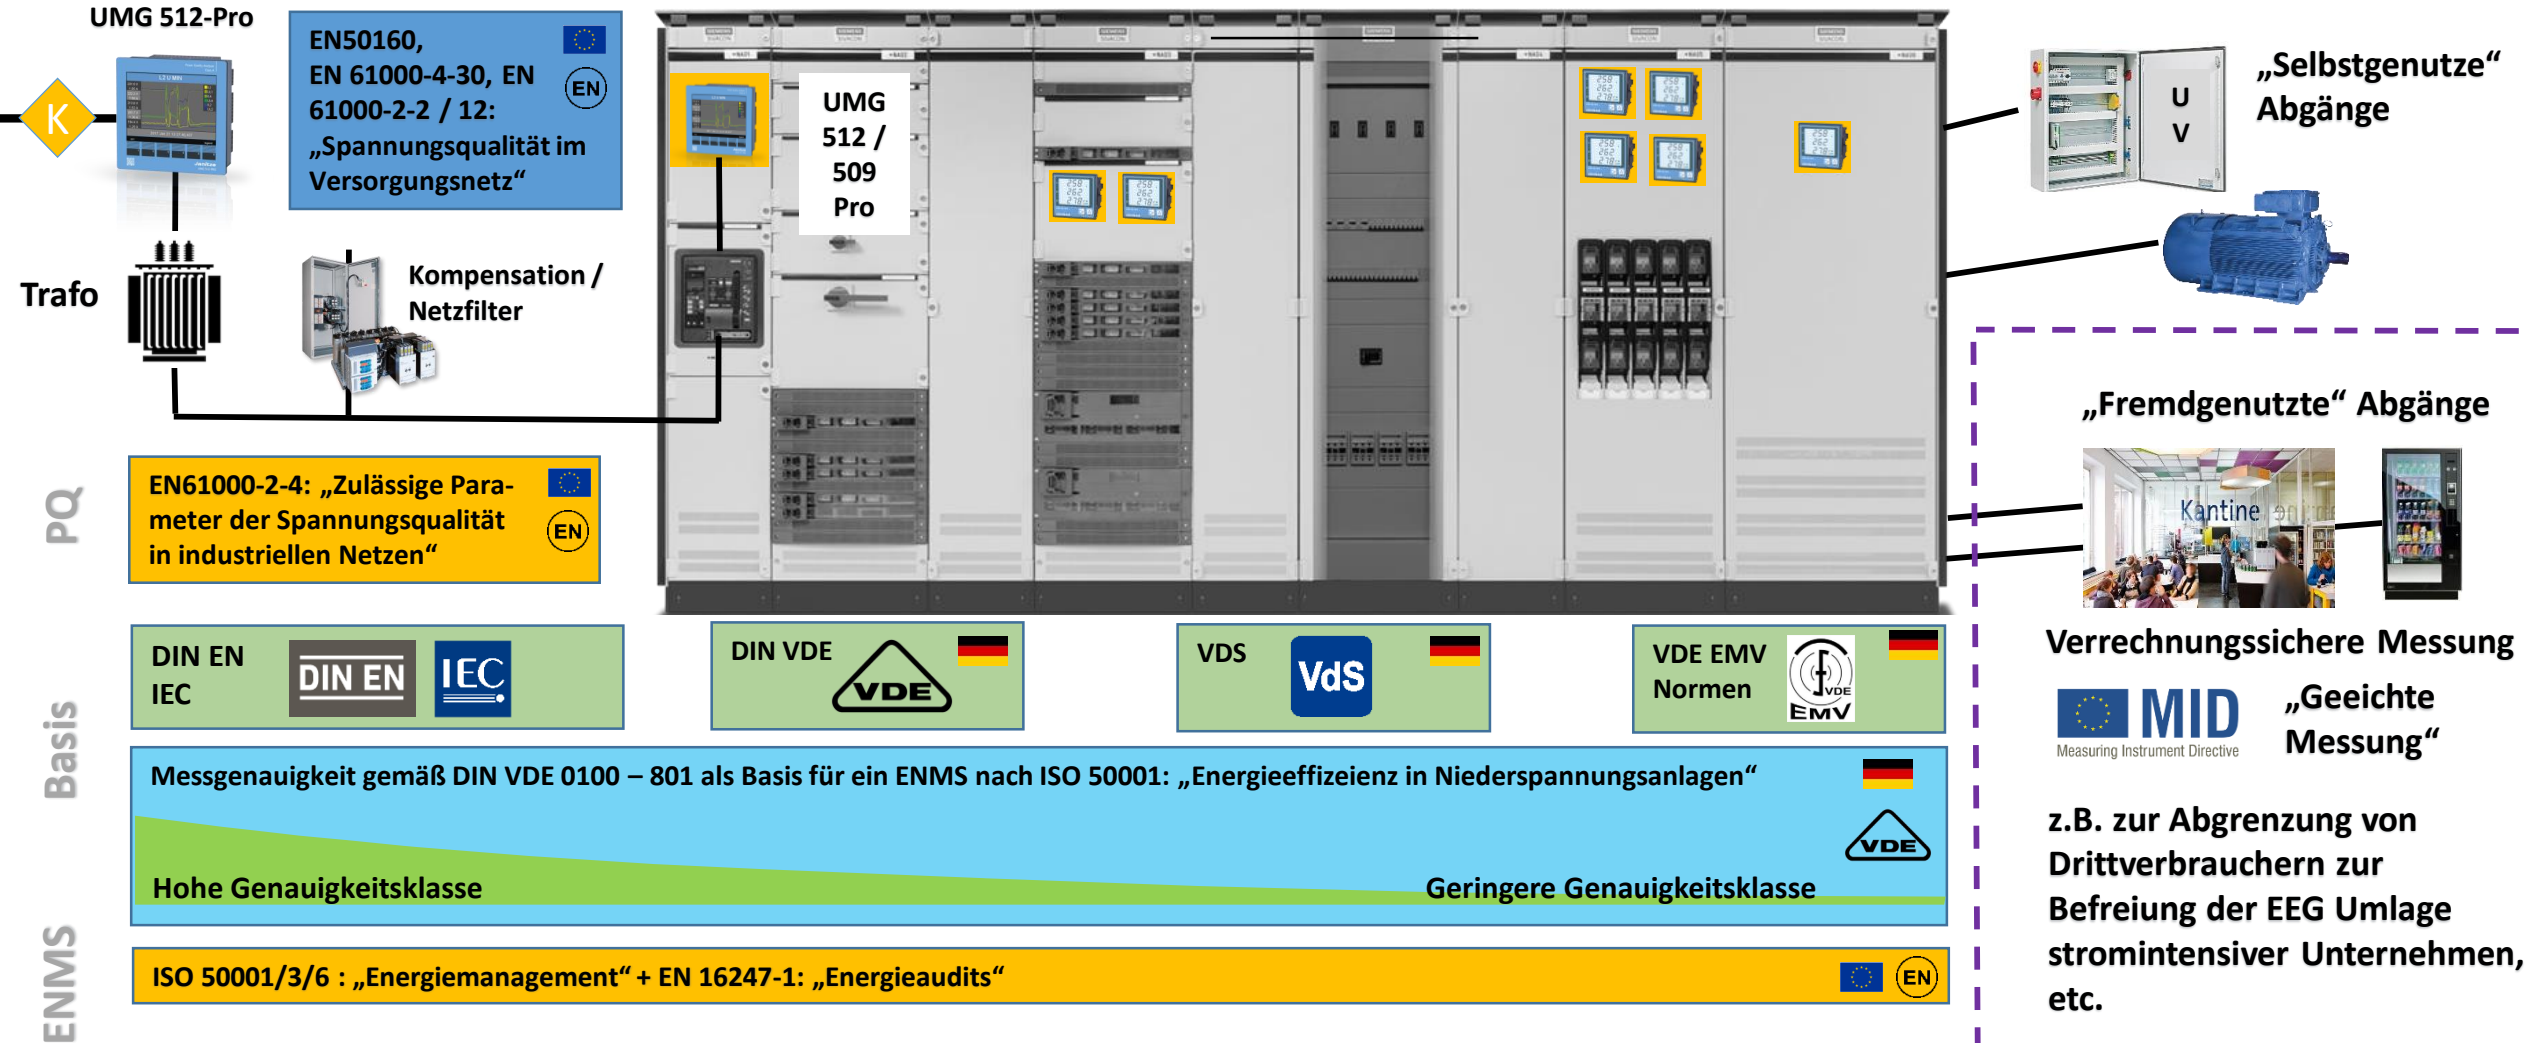 UMG 512-Pro
K
EN50160,
EN 61000-4-30, EN
61000-2-2 / 12:
„Spannungsqualität im
Versorgungsnetz“
EN
Trafo
Kompensation /
Netzfilter
UMG
512 /
509
Pro
U
V
„Selbstgenutze“
Abgänge
„Fremdgenutzte“ Abgänge
Kantine
PQ
EN61000-2-4: „Zulässige Para-
meter der Spannungsqualität
in industriellen Netzen“
EN
Basis
DIN EN
IEC
DIN EN
IEC
DIN VDE
VDE
VDS
VdS
VDE EMV
Normen
VDE
EMV
Verrechnungssichere Messung
MID
Measuring Instrument Directive
„Geeichte
Messung“
Messgenauigkeit gemäß DIN VDE 0100 – 801 als Basis für ein ENMS nach ISO 50001: „Energieeffizeienz in Niederspannungsanlagen“
VDE
Hohe Genauigkeitsklasse
Geringere Genauigkeitsklasse
z.B. zur Abgrenzung von
Drittverbrauchern zur
Befreiung der EEG Umlage
stromintensiver Unternehmen,
etc.
ENMS
ISO 50001/3/6 : „Energiemanagement“ + EN 16247-1: „Energieaudits“
EN